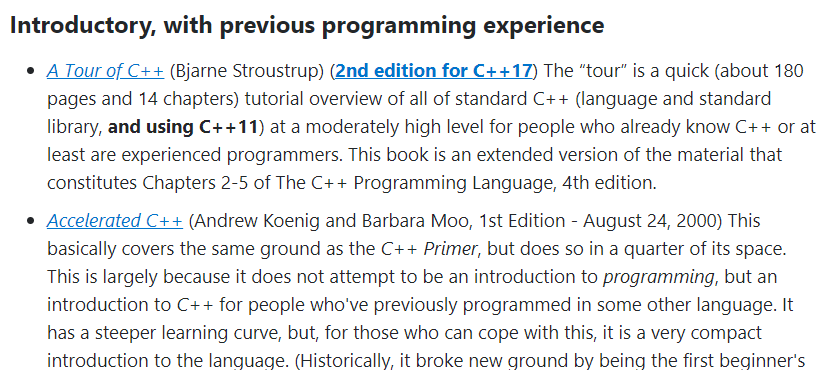 Introductory, with previous programming experience
• A Tour of C++ (Bjarne Stroustrup) (2nd edition for C++17) The “tour” is a quick (about 180
pages and 14 chapters) tutorial overview of all of standard C++ (language and standard
library, and using C++11) at a moderately high level for people who already know C++ or at
least are experienced programmers. This book is an extended version of the material that
constitutes Chapters 2-5 of The C++ Programming Language, 4th edition.
• Accelerated C++ (Andrew Koenig and Barbara Moo, 1st Edition - August 24, 2000) This
basically covers the same ground as the C++ Primer, but does so in a quarter of its space.
This is largely because it does not attempt to be an introduction to programming, but an
introduction to C++ for people who've previously programmed in some other language. It
has a steeper learning curve, but, for those who can cope with this, it is a very compact
introduction to the language. (Historically, it broke new ground by being the first beginner's